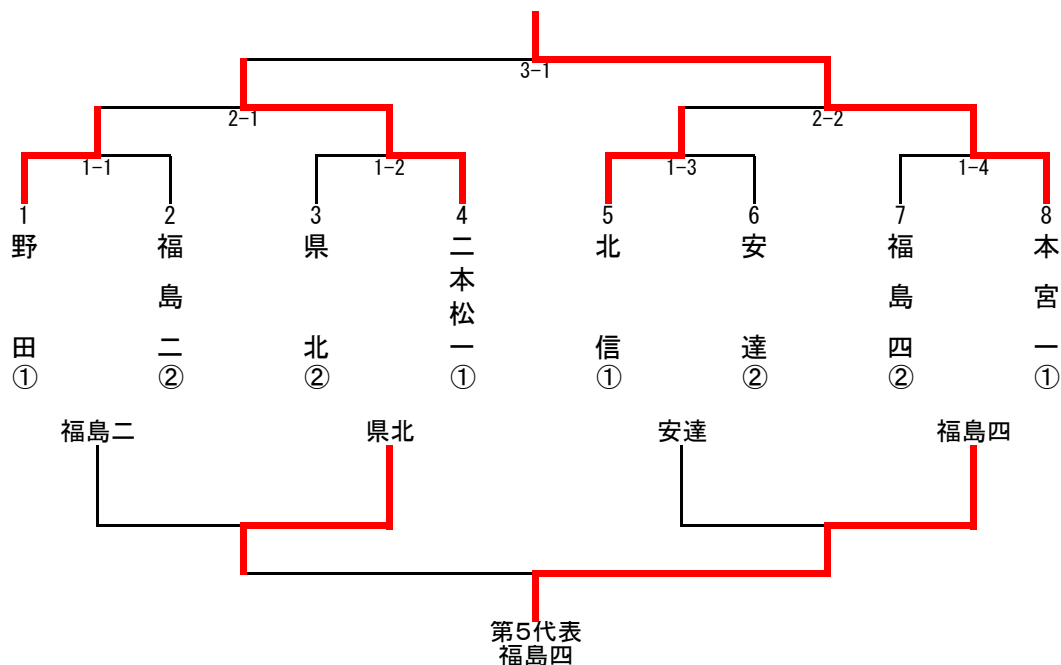 3-1
2-1
2-2
1-1
1-2
1-3
1-4
1
2
3
4
5
6
7
8
野田①
福島二②
県北②
二本松一①
北信①
安達②
福島四②
本宮一①
福島二
県北
安達
福島四
第5代表
福島四